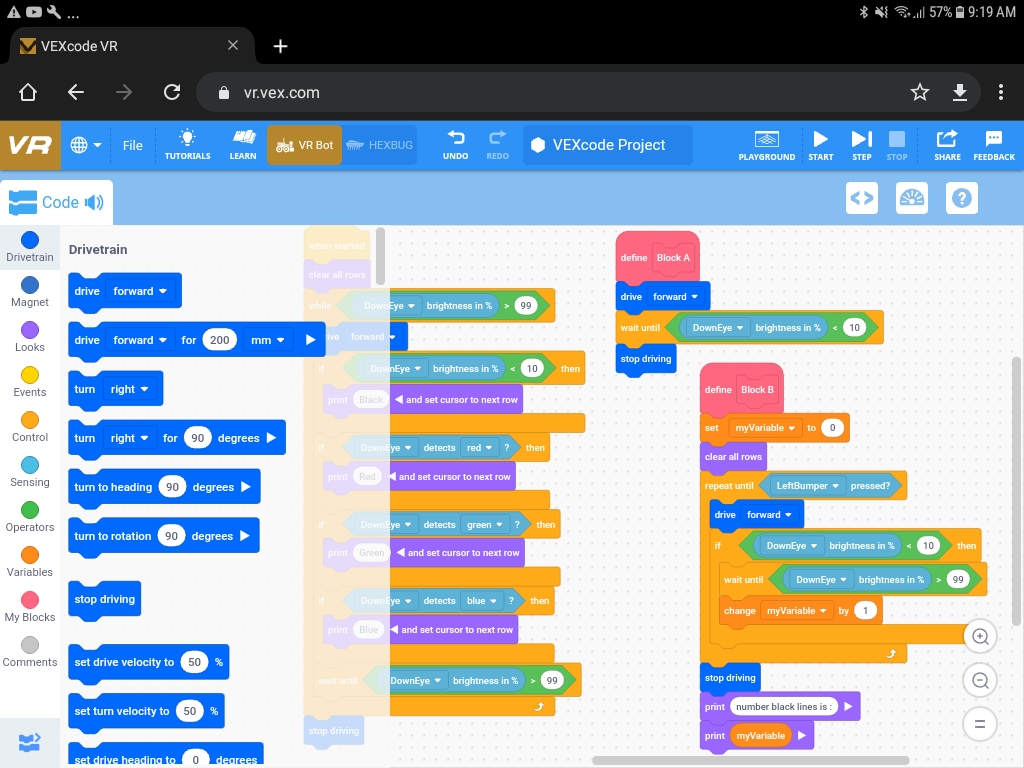 ... 57% 9:19 AM
VEXcode VR
vr.vex.com
VR File TUTORIALS LEARN VR Bot HEXBUG UNDO REDO VEXcode Project PLAYGROUND START STEP STOP SHARE FEEDBACK
Code
Drivetrain
Magnet
Looks
Events
Control
Sensing
Operators
Variables
My Blocks
Comments
Drivetrain
drive forward
drive forward for 200 mm
turn right
turn right for 90 degrees
turn to heading 90 degrees
turn to rotation 90 degrees
stop driving
set drive velocity to 50 %
set turn velocity to 50 %
set drive heading to 0 degrees
when started
clear all rows
while DownEye brightness in % > 99
ive forward
if DownEye brightness in % < 10 then
print Black and set cursor to next row
if DownEye detects red ? then
print Red and set cursor to next row
if DownEye detects green ? then
print Green and set cursor to next row
if DownEye detects blue ? then
print Blue and set cursor to next row
wait until DownEye brightness in % > 99
stop driving
define Block A
drive forward
wait until DownEye brightness in % < 10
stop driving
define Block B
set myVariable to 0
clear all rows
repeat until LeftBumper pressed?
drive forward
if DownEye brightness in % < 10 then
wait until DownEye brightness in % > 99
change myVariable by 1
stop driving
print number black lines is :
print myVariable